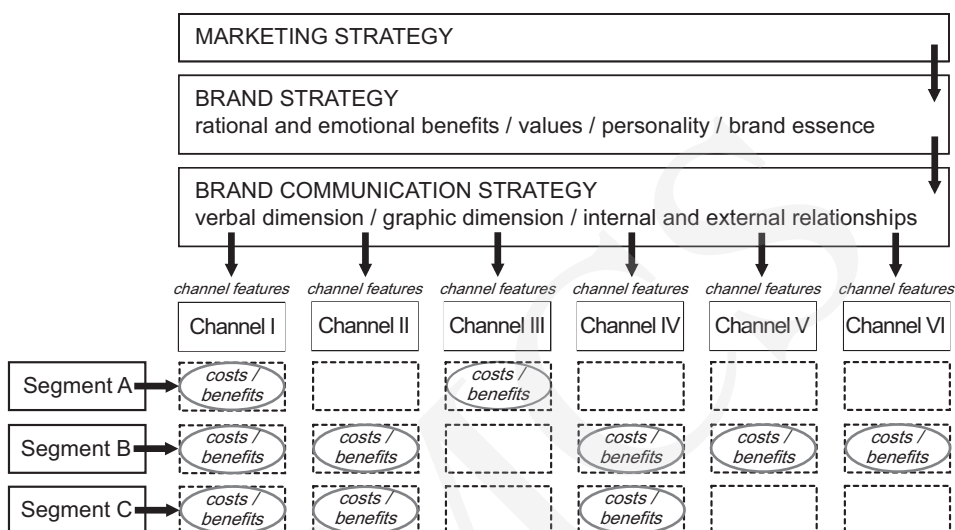 MARKETING STRATEGY
BRAND STRATEGY
rational and emotional benefits / values / personality / brand essence
BRAND COMMUNICATION STRATEGY
verbal dimension / graphic dimension / internal and external relationships
channel features channel features channel features channel features channel features channel features
Channel I Channel II Channel III Channel IV Channel V Channel VI
Segment A
costs / costs /
benefits benefits
Segment B
costs / costs / costs / costs / costs /
benefits benefits benefits benefits benefits
Segment C
costs / costs / costs /
benefits benefits benefits